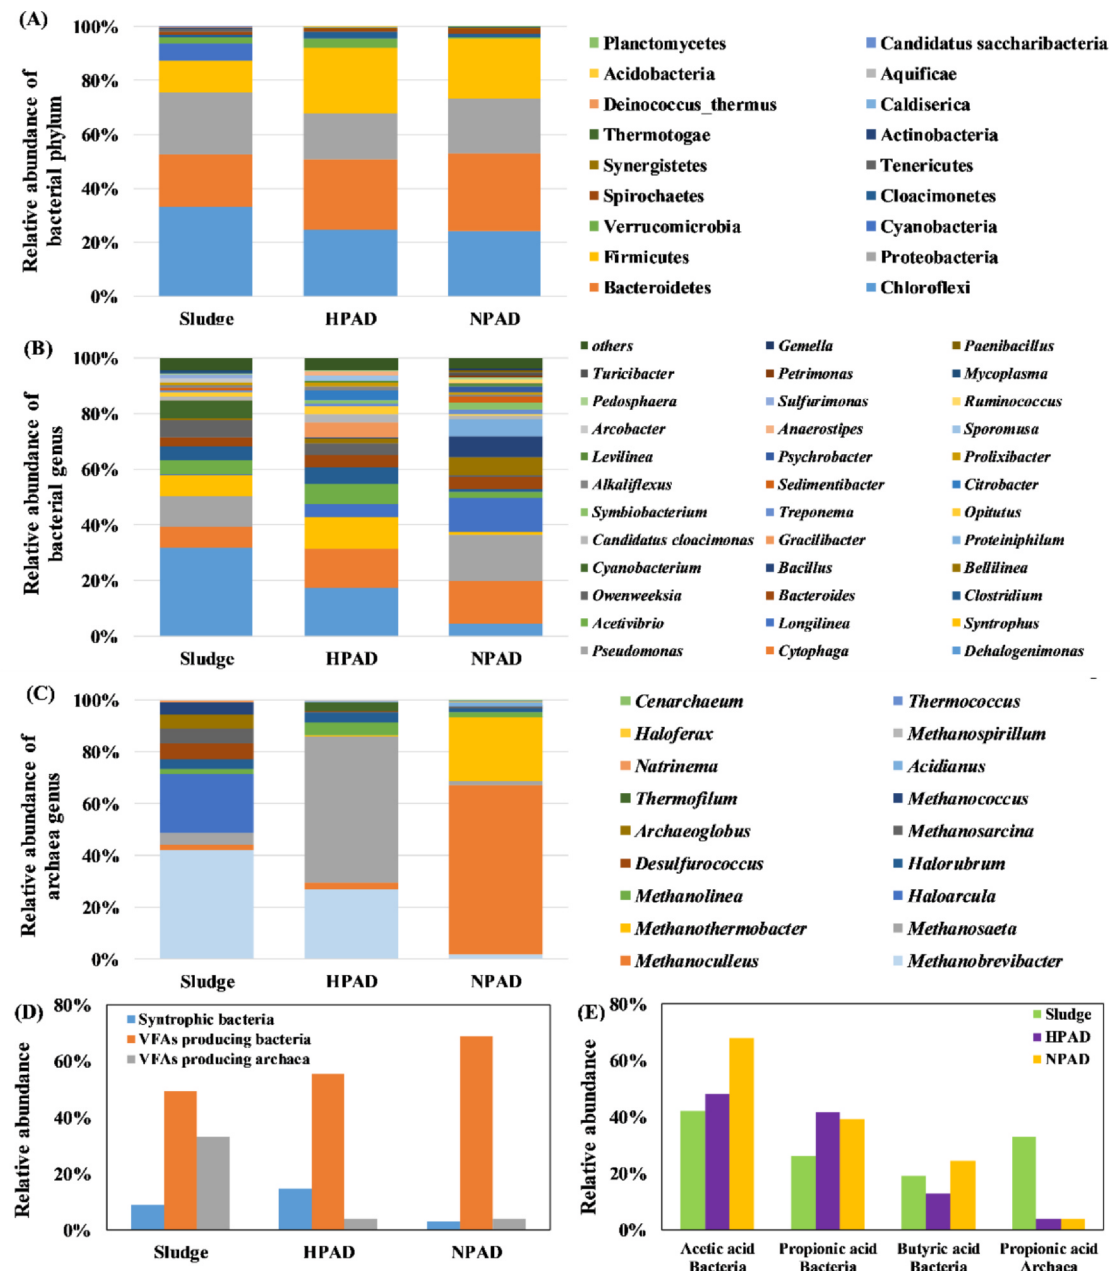 (A)
Relative abundance of
bacterial phylum
100%
80%
60%
40%
20%
0%
Sludge
HPAD
NPAD
Planctomycetes
Candidatus saccharibacteria
Acidobacteria
Aquificae
Deinococcus_thermus
Caldiserica
Thermotogae
Actinobacteria
Synergistetes
Tenericutes
Spirochaetes
Cloacimonetes
Verrucomicrobia
Cyanobacteria
Firmicutes
Proteobacteria
Bacteroidetes
Chloroflexi
(B)
Relative abundance of
bacterial genus
100%
80%
60%
40%
20%
0%
Sludge
HPAD
NPAD
others
Gemella
Paenibacillus
Turicibacter
Petrimonas
Mycoplasma
Pedosphaera
Sulfurimonas
Ruminococcus
Arcobacter
Anaerostipes
Sporomusa
Levilinea
Psychrobacter
Prolixibacter
Alkaliflexus
Sedimentibacter
Citrobacter
Symbiobacterium
Treponema
Opitutus
Candidatus cloacimonas
Gracilibacter
Proteiniphilum
Cyanobacterium
Bacillus
Bellilinea
Owenweeksia
Bacteroides
Clostridium
Acetivibrio
Longilinea
Syntrophus
Pseudomonas
Cytophaga
Dehalogenimonas
(C)
Relative abundance of
archaea genus
100%
80%
60%
40%
20%
0%
Sludge
HPAD
NPAD
Cenarchaeum
Thermococcus
Haloferax
Methanospirillum
Natrinema
Acidianus
Thermofilum
Methanococcus
Archaeoglobus
Methanosarcina
Desulfurococcus
Halorubrum
Methanolinea
Haloarcula
Methanothermobacter
Methanosaeta
Methanoculleus
Methanobrevibacter
(D)
Relative abundance
80%
60%
40%
20%
0%
Syntrophic bacteria
VFAs producing bacteria
VFAs producing archaea
Sludge
HPAD
NPAD
(E)
Relative abundance
80%
60%
40%
20%
0%
Sludge
HPAD
NPAD
Acetic acid
Bacteria
Propionic acid
Bacteria
Butyric acid
Bacteria
Propionic acid
Archaea